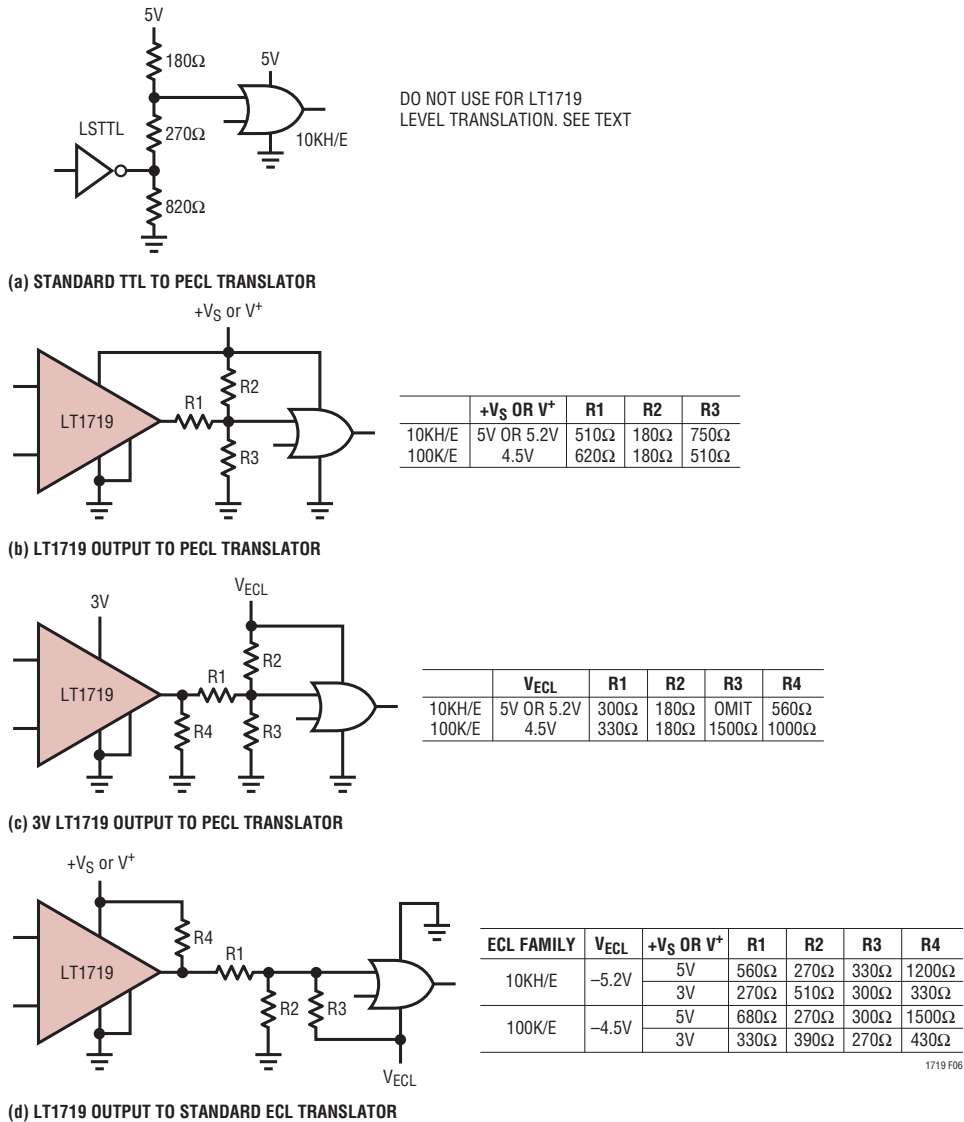 5V
180Ω
5V
LSTTL
270Ω
10KH/E
820Ω
DO NOT USE FOR LT1719
LEVEL TRANSLATION. SEE TEXT
(a) STANDARD TTL TO PECL TRANSLATOR
+VS or V+
R2
R1
LT1719
R3
+VS OR V+ R1 R2 R3
10KH/E 5V OR 5.2V 510Ω 180Ω 750Ω
100K/E 4.5V 620Ω 180Ω 510Ω
(b) LT1719 OUTPUT TO PECL TRANSLATOR
VECL
3V
R2
R1
LT1719
R4
R3
VECL R1 R2 R3 R4
10KH/E 5V OR 5.2V 300Ω 180Ω OMIT 560Ω
100K/E 4.5V 330Ω 180Ω 1500Ω 1000Ω
(c) 3V LT1719 OUTPUT TO PECL TRANSLATOR
+VS or V+
R4
R1
LT1719
R2
R3
VECL
ECL FAMILY VECL +VS OR V+ R1 R2 R3 R4
10KH/E –5.2V 5V 560Ω 270Ω 330Ω 1200Ω
3V 270Ω 510Ω 300Ω 330Ω
100K/E –4.5V 5V 680Ω 270Ω 300Ω 1500Ω
3V 330Ω 390Ω 270Ω 430Ω
1719 F06
(d) LT1719 OUTPUT TO STANDARD ECL TRANSLATOR